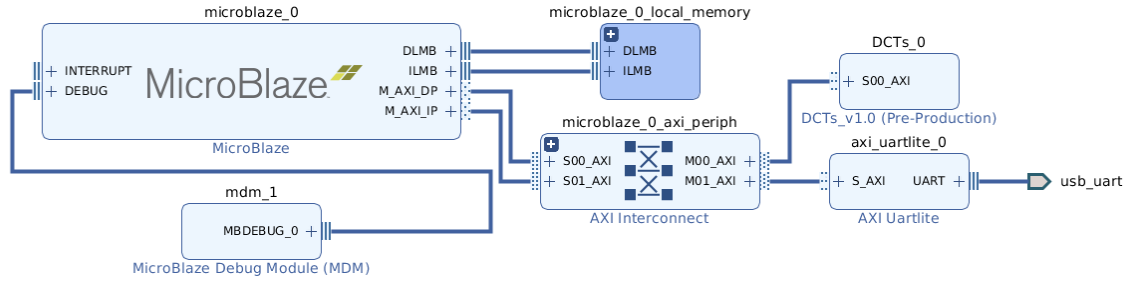 microblaze_0
INTERRUPT
DEBUG
MicroBlaze
DLMB
ILMB
M_AXI_DP
M_AXI_IP
MicroBlaze
microblaze_0_local_memory
DLMB
ILMB
mdm_1
MBDEBUG_0
MicroBlaze Debug Module (MDM)
microblaze_0_axi_periph
S00_AXI
S01_AXI
M00_AXI
M01_AXI
AXI Interconnect
DCTs_0
S00_AXI
DCTs_v1.0 (Pre-Production)
axi_uartlite_0
S_AXI
UART
AXI Uartlite
usb_uart